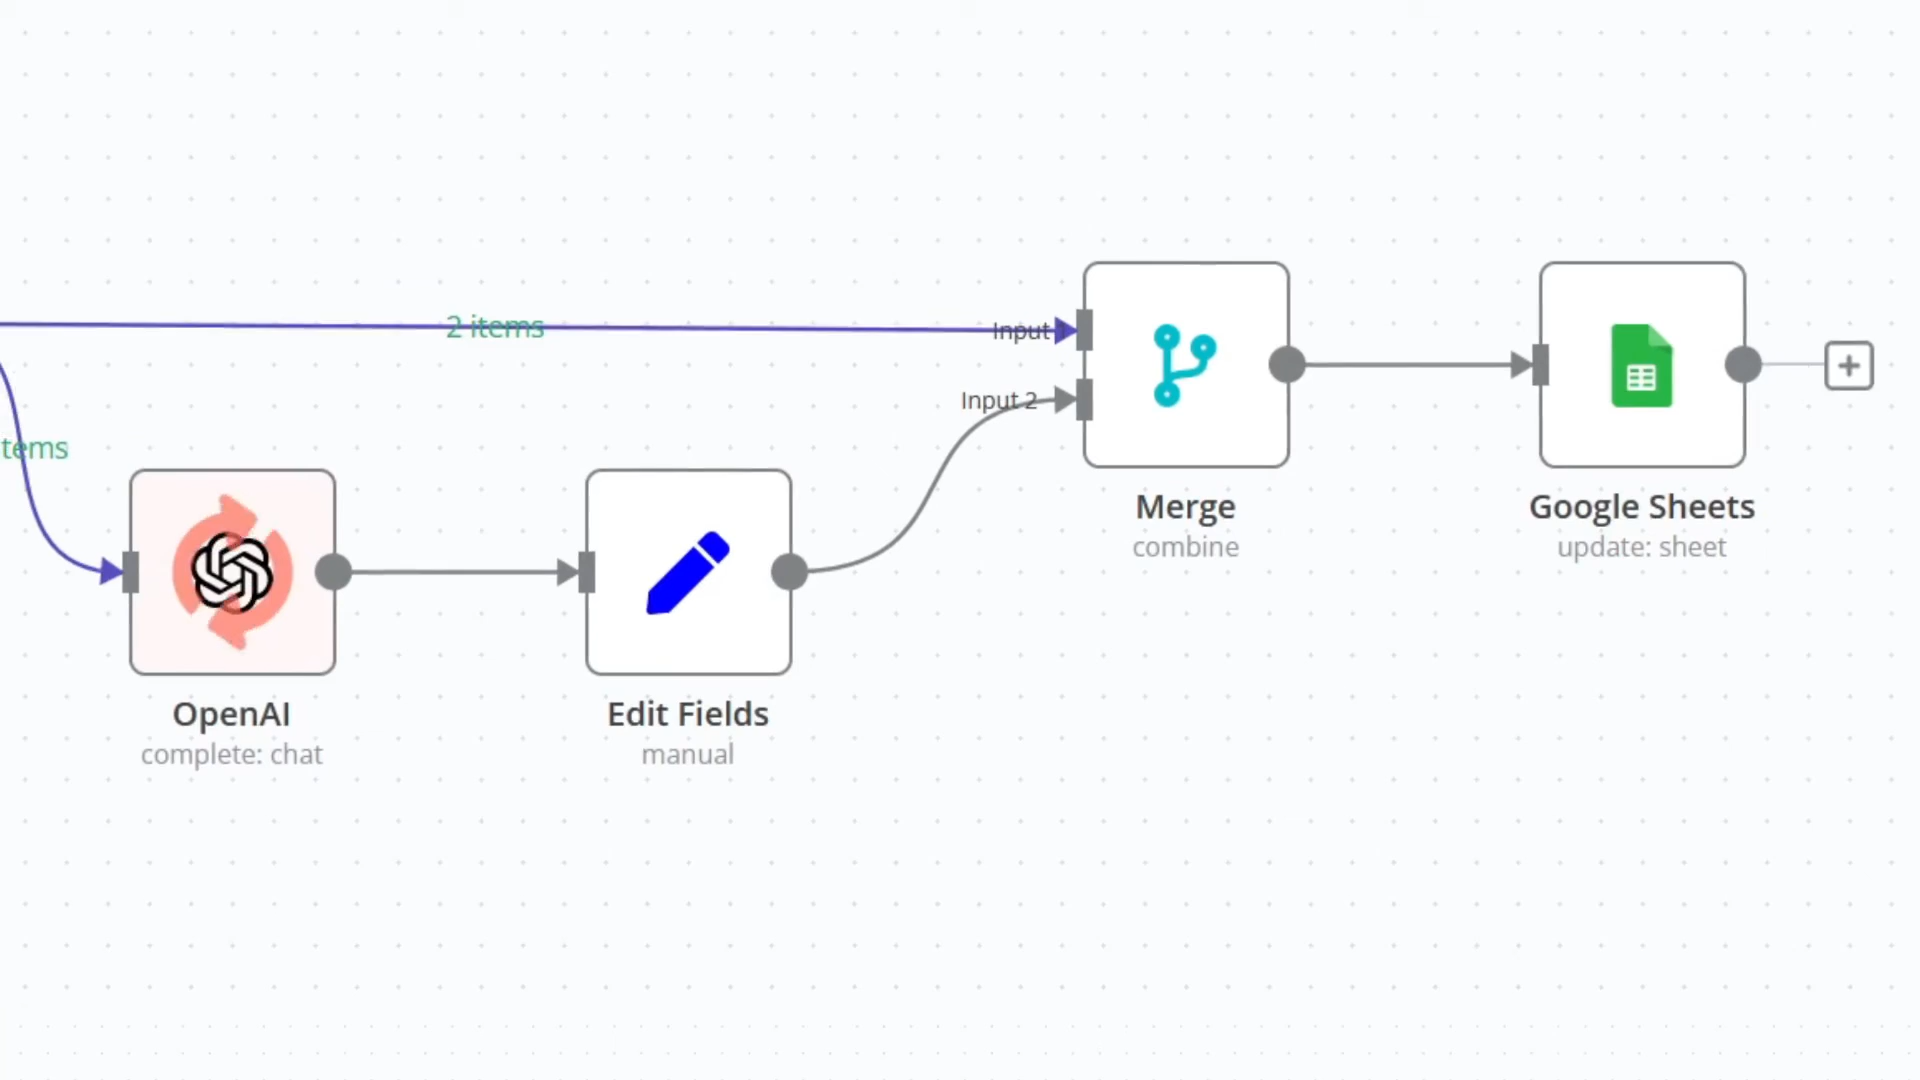 2 items
Input
Input 2
tems
Merge
combine
Google Sheets
update: sheet
OpenAI
complete: chat
Edit Fields
manual